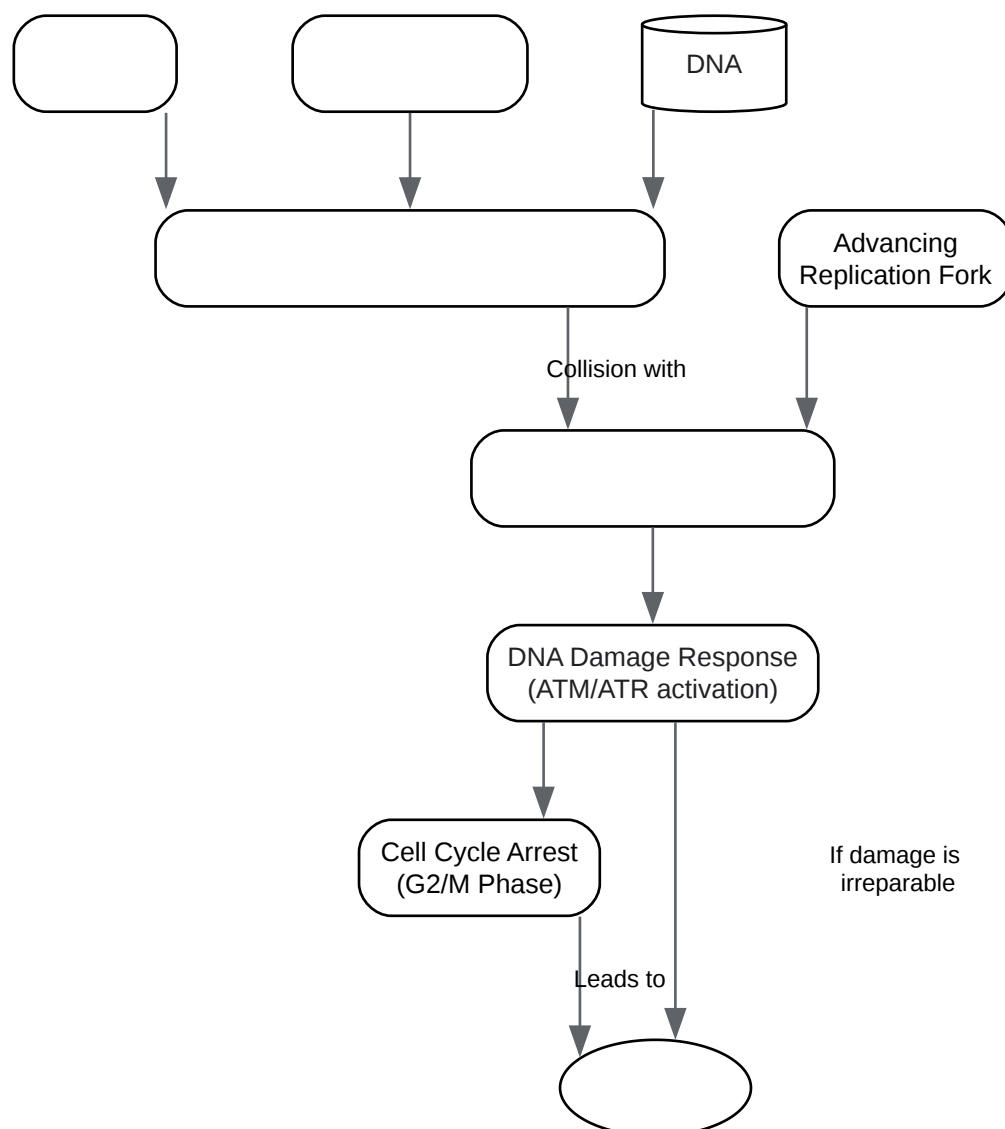 DNA
Advancing
Replication Fork
Collision with
DNA Damage Response
(ATM/ATR activation)
Cell Cycle Arrest
(G2/M Phase)
If damage is
irreparable
Leads to